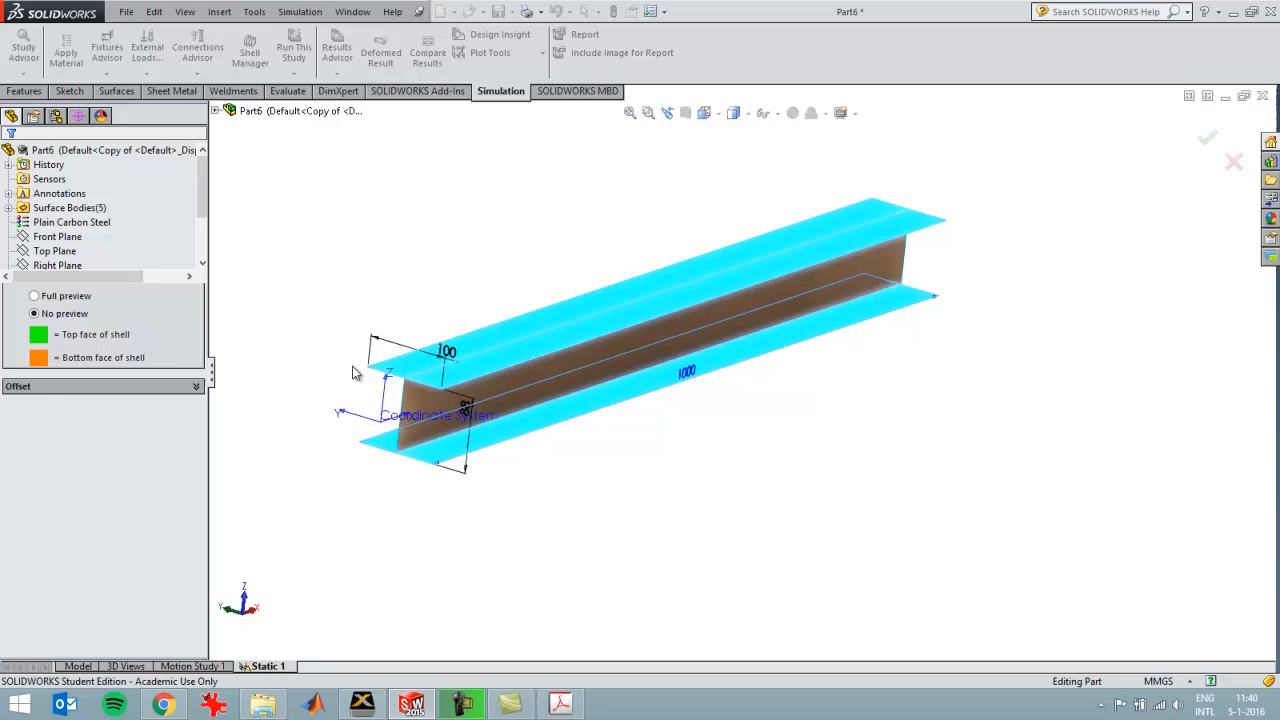 SOLIDWORKS File Edit View Insert Tools Simulation Window Help Part6 * Search SOLIDWORKS Help
Study Advisor
Apply Material
Fixtures Advisor
External Loads...
Connections Advisor
Shell Manager
Run This Study
Results Advisor
Deformed Result
Compare Results
Design Insight
Plot Tools
Report
Include Image for Report
Features Sketch Surfaces Sheet Metal Weldments Evaluate DimXpert SOLIDWORKS Add-Ins Simulation SOLIDWORKS MBD
Part6 (Default<Copy of <D...
Part6 (Default<Copy of <Default>_Disp
History
Sensors
Annotations
Surface Bodies(5)
Plain Carbon Steel
Front Plane
Top Plane
Right Plane
Full preview
No preview
= Top face of shell
= Bottom face of shell
Offset
100
1000
88
Z
Y
Coordinate System
Z
Y
X
Model 3D Views Motion Study 1 Static 1
SOLIDWORKS Student Edition - Academic Use Only Editing Part MMGS
SW
2015
ENG
INTL
11:40
5-1-2016